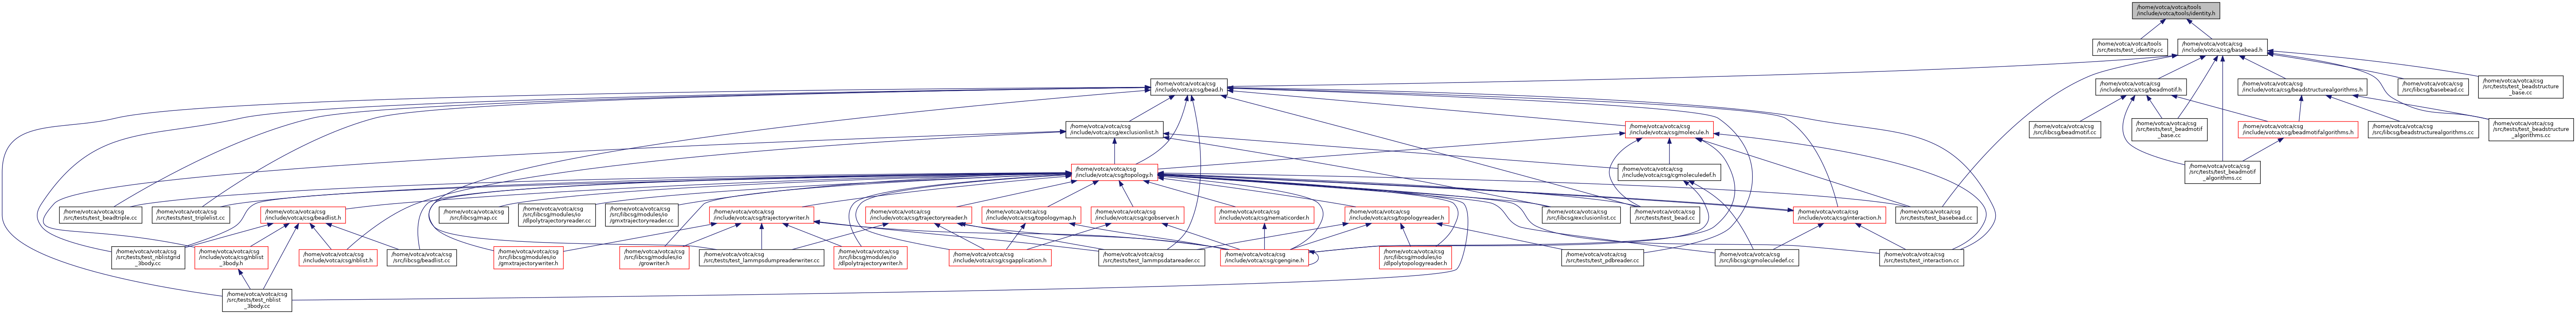 /home/votca/votca/tools
/include/votca/tools/identity.h
/home/votca/votca/tools
/src/tests/test_identity.cc
/home/votca/votca/csg
/include/votca/csg/basebead.h
/home/votca/votca/csg
/include/votca/csg/bead.h
/home/votca/votca/csg
/include/votca/csg/beadmotif.h
/home/votca/votca/csg
/include/votca/csg/beadstructurealgorithms.h
/home/votca/votca/csg
/src/libcsg/basebead.cc
/home/votca/votca/csg
/src/tests/test_beadstructure
_base.cc
/home/votca/votca/csg
/include/votca/csg/exclusionlist.h
/home/votca/votca/csg
/include/votca/csg/molecule.h
/home/votca/votca/csg
/src/libcsg/beadmotif.cc
/home/votca/votca/csg
/src/tests/test_beadmotif
_base.cc
/home/votca/votca/csg
/include/votca/csg/beadmotifalgorithms.h
/home/votca/votca/csg
/src/libcsg/beadstructurealgorithms.cc
/home/votca/votca/csg
/src/tests/test_beadstructure
_algorithms.cc
/home/votca/votca/csg
/include/votca/csg/topology.h
/home/votca/votca/csg
/include/votca/csg/cgmoleculedef.h
/home/votca/votca/csg
/src/tests/test_beadmotif
_algorithms.cc
/home/votca/votca/csg
/src/tests/test_beadtriple.cc
/home/votca/votca/csg
/src/tests/test_triplelist.cc
/home/votca/votca/csg
/include/votca/csg/beadlist.h
/home/votca/votca/csg
/src/libcsg/map.cc
/home/votca/votca/csg
/src/libcsg/modules/io
/dlpolytrajectoryreader.cc
/home/votca/votca/csg
/src/libcsg/modules/io
/gmxtrajectoryreader.cc
/home/votca/votca/csg
/include/votca/csg/trajectorywriter.h
/home/votca/votca/csg
/include/votca/csg/trajectoryreader.h
/home/votca/votca/csg
/include/votca/csg/topologymap.h
/home/votca/votca/csg
/include/votca/csg/cgobserver.h
/home/votca/votca/csg
/include/votca/csg/nematicorder.h
/home/votca/votca/csg
/include/votca/csg/topologyreader.h
/home/votca/votca/csg
/src/libcsg/exclusionlist.cc
/home/votca/votca/csg
/src/tests/test_bead.cc
/home/votca/votca/csg
/include/votca/csg/interaction.h
/home/votca/votca/csg
/src/tests/test_basebead.cc
/home/votca/votca/csg
/src/tests/test_nblistgrid
_3body.cc
/home/votca/votca/csg
/include/votca/csg/nblist
_3body.h
/home/votca/votca/csg
/include/votca/csg/nblist.h
/home/votca/votca/csg
/src/libcsg/beadlist.cc
/home/votca/votca/csg
/src/libcsg/modules/io
/gmxtrajectorywriter.h
/home/votca/votca/csg
/src/libcsg/modules/io
/growriter.h
/home/votca/votca/csg
/src/tests/test_lammpsdumpreaderwriter.cc
/home/votca/votca/csg
/src/libcsg/modules/io
/dlpolytrajectorywriter.h
/home/votca/votca/csg
/include/votca/csg/csgapplication.h
/home/votca/votca/csg
/src/tests/test_lammpsdatareader.cc
/home/votca/votca/csg
/include/votca/csg/cgengine.h
/home/votca/votca/csg
/src/libcsg/modules/io
/dlpolytopologyreader.h
/home/votca/votca/csg
/src/tests/test_pdbreader.cc
/home/votca/votca/csg
/src/libcsg/cgmoleculedef.cc
/home/votca/votca/csg
/src/tests/test_interaction.cc
/home/votca/votca/csg
/src/tests/test_nblist
_3body.cc